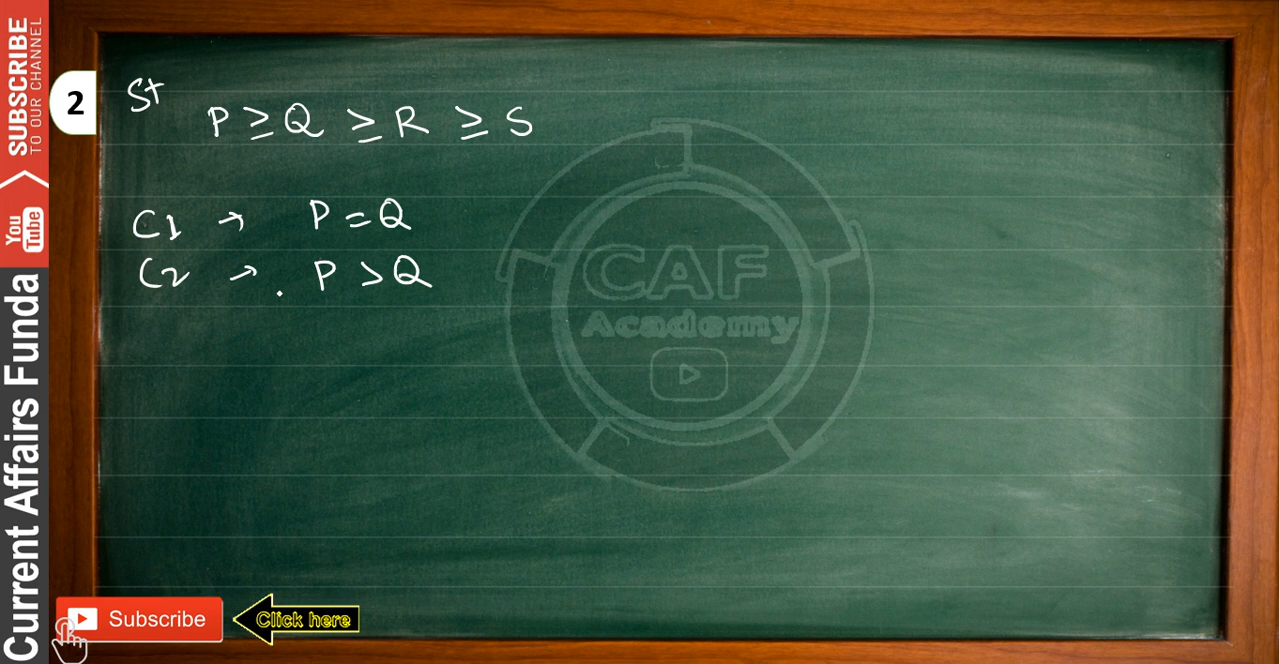 SUBSCRIBE
TO OUR CHANNEL
You
Tube
Current Affairs Funda
2
St
P ≥ Q ≥ R ≥ S
C1 → P = Q
C2 → . P > Q
CAF
Academy
Subscribe
Click here